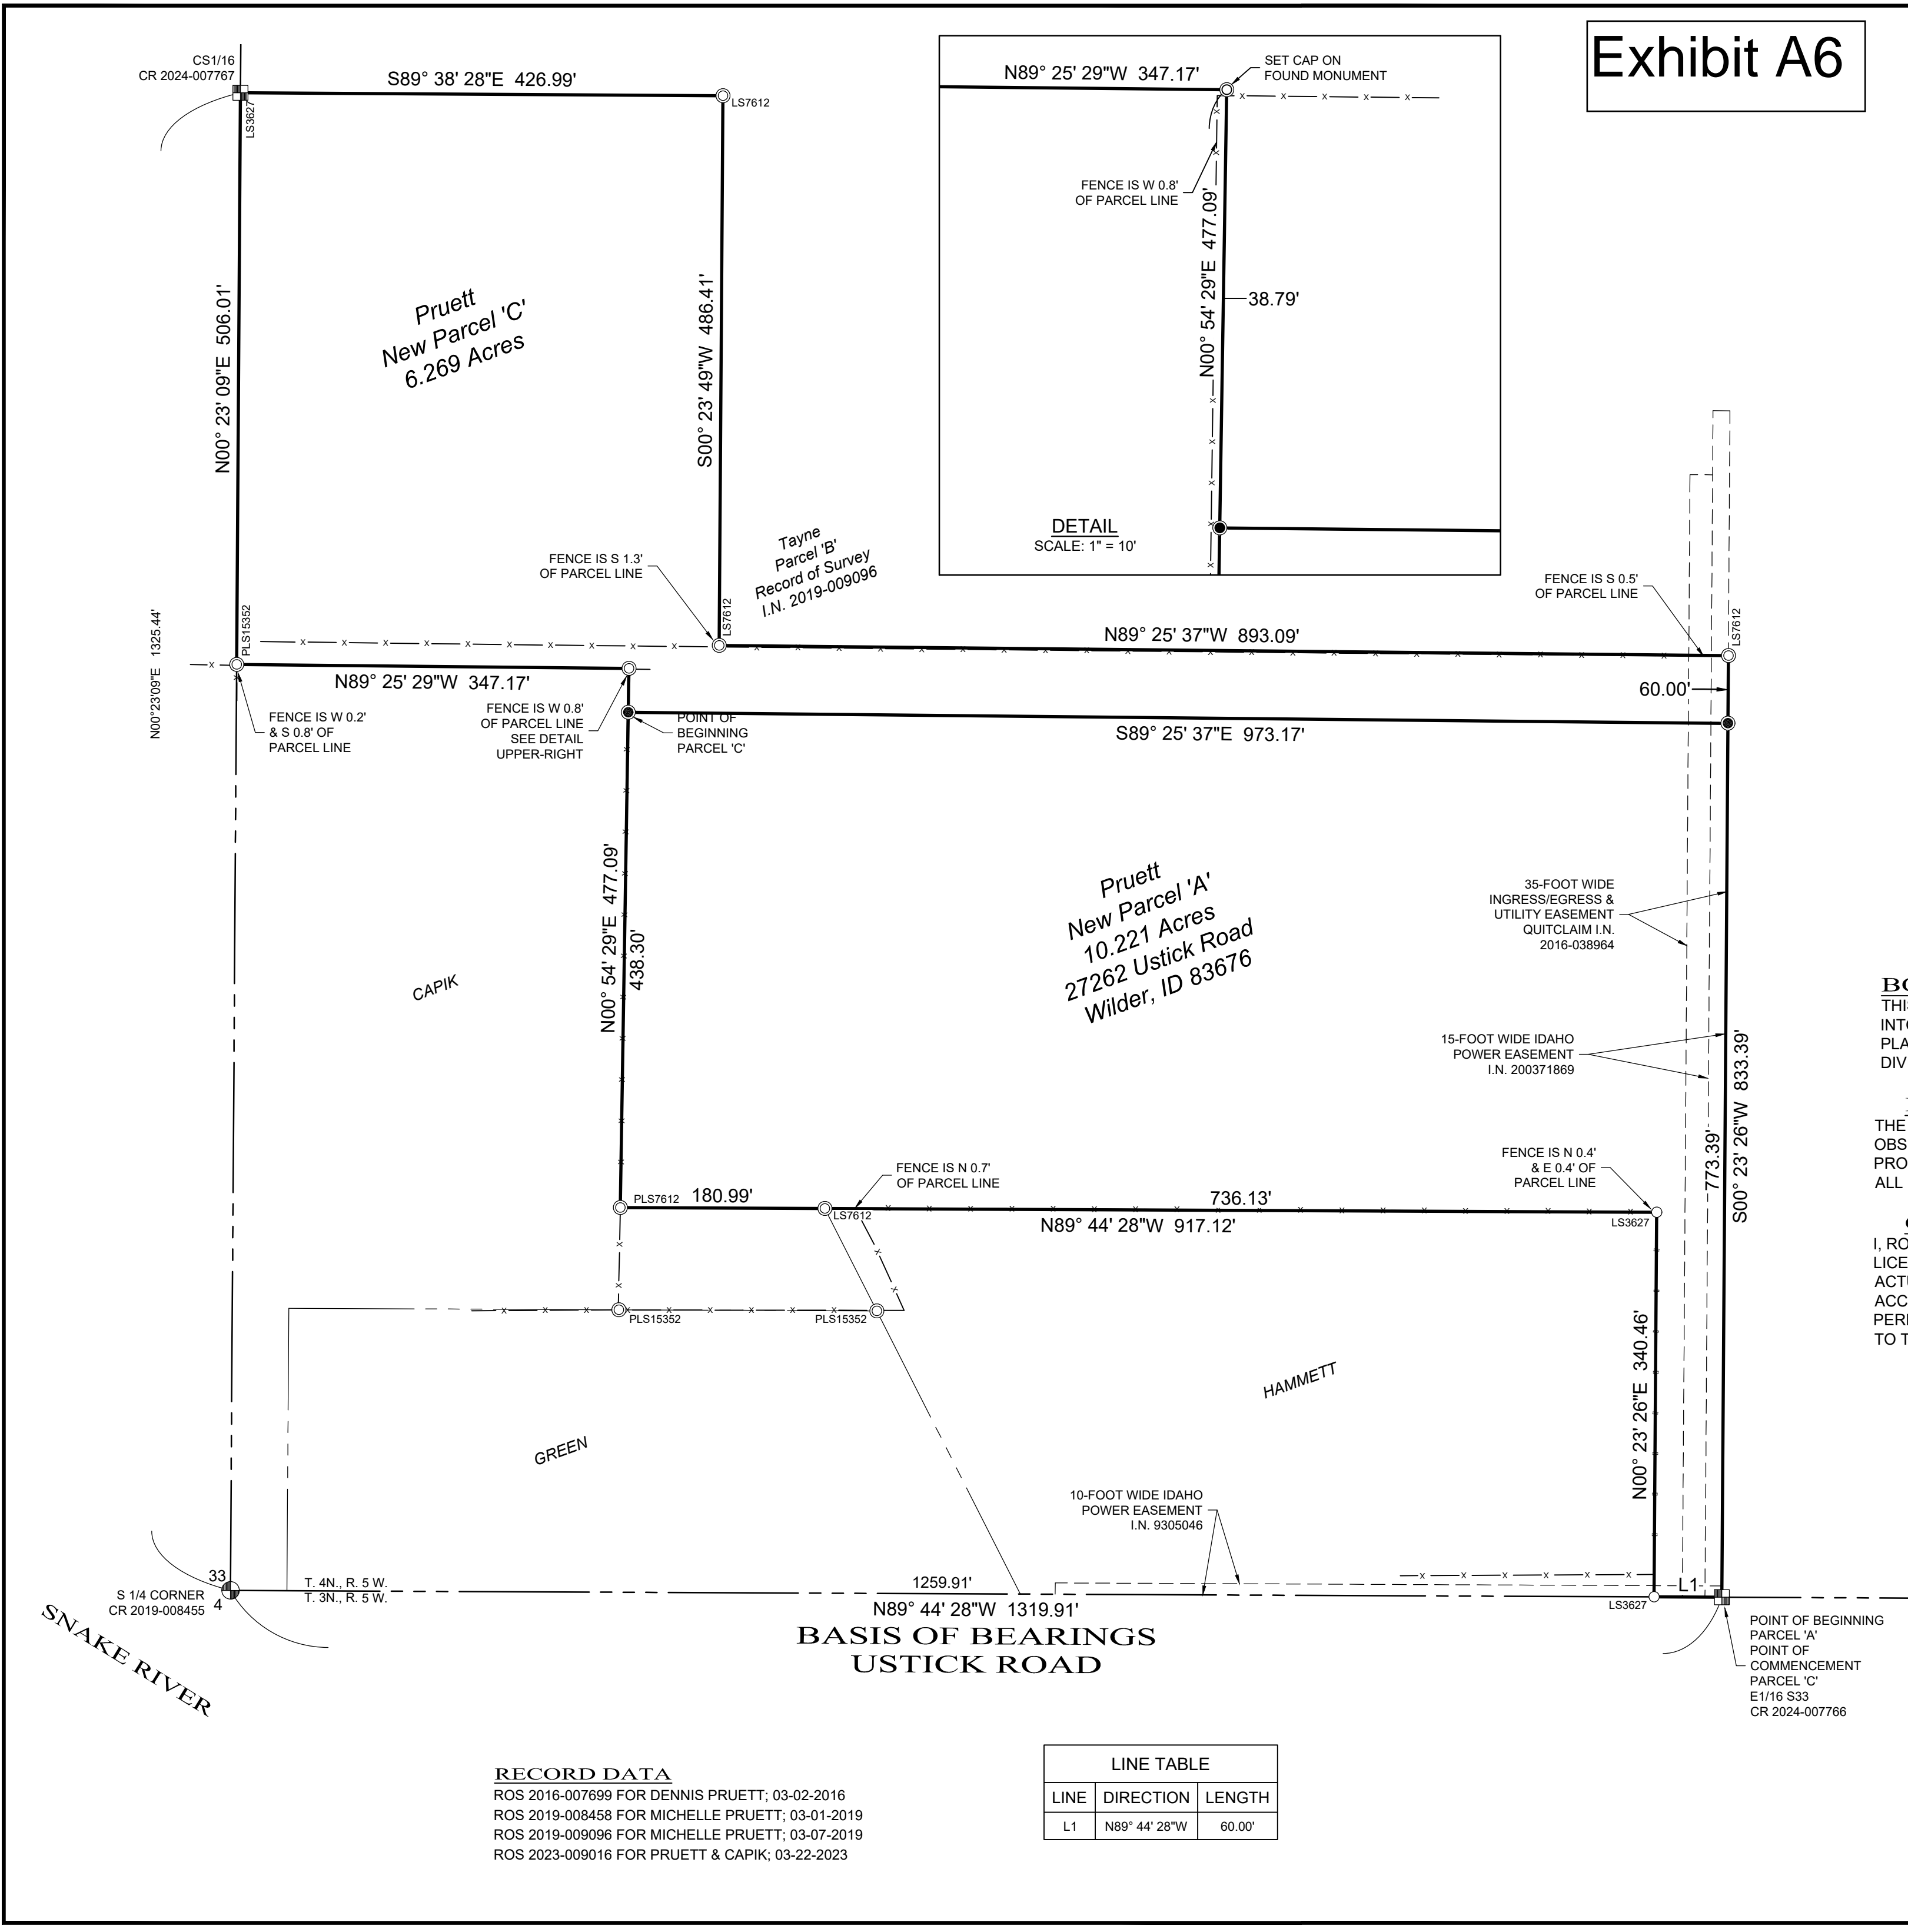 Exhibit A6
CS1/16
CR 2024-007767
LS3627
S89° 38' 28"E 426.99'
LS7612
N89° 25' 29"W 347.17'
SET CAP ON
FOUND MONUMENT
FENCE IS W 0.8'
OF PARCEL LINE
N00° 54' 29"E 477.09'
38.79'
DETAIL
SCALE: 1" = 10'
N00° 23' 09"E 506.01'
Pruett
New Parcel 'C'
6.269 Acres
S00° 23' 49"W 486.41'
Tayne
Parcel 'B'
Record of Survey
I.N. 2019-009096
FENCE IS S 1.3'
OF PARCEL LINE
LS7612
FENCE IS S 0.5'
OF PARCEL LINE
LS7612
N00°23'09"E 1325.44'
PLS15352
N89° 25' 37"W 893.09'
N89° 25' 29"W 347.17'
60.00'
FENCE IS W 0.2'
& S 0.8' OF
PARCEL LINE
FENCE IS W 0.8'
OF PARCEL LINE
SEE DETAIL
UPPER-RIGHT
POINT OF
BEGINNING
PARCEL 'C'
S89° 25' 37"E 973.17'
N00° 54' 29"E 477.09'
438.30'
Pruett
New Parcel 'A'
10.221 Acres
27262 Ustick Road
Wilder, ID 83676
35-FOOT WIDE
INGRESS/EGRESS &
UTILITY EASEMENT
QUITCLAIM I.N.
2016-038964
CAPIK
15-FOOT WIDE IDAHO
POWER EASEMENT
I.N. 200371869
773.39'
S00° 23' 26"W 833.39'
THE
OBS
PRO
ALL
INT
PLA
DIV
I, RO
LICE
ACT
ACC
PER
TO T
FENCE IS N 0.7'
OF PARCEL LINE
FENCE IS N 0.4'
& E 0.4' OF
PARCEL LINE
PLS7612
180.99'
LS7612
736.13'
N89° 44' 28"W 917.12'
LS3627
PLS15352
PLS15352
HAMMETT
N00° 23' 26"E 340.46'
GREEN
10-FOOT WIDE IDAHO
POWER EASEMENT
I.N. 9305046
33
S 1/4 CORNER
CR 2019-008455
4
T. 4N., R. 5 W.
T. 3N., R. 5 W.
1259.91'
N89° 44' 28"W 1319.91'
L1
LS3627
BASIS OF BEARINGS
USTICK ROAD
SNAKE RIVER
POINT OF BEGINNING
PARCEL 'A'
POINT OF
COMMENCEMENT
PARCEL 'C'
E1/16 S33
CR 2024-007766
RECORD DATA
ROS 2016-007699 FOR DENNIS PRUETT; 03-02-2016
ROS 2019-008458 FOR MICHELLE PRUETT; 03-01-2019
ROS 2019-009096 FOR MICHELLE PRUETT; 03-07-2019
ROS 2023-009016 FOR PRUETT & CAPIK; 03-22-2023
LINE TABLE
LINE DIRECTION LENGTH
L1 N89° 44' 28"W 60.00'